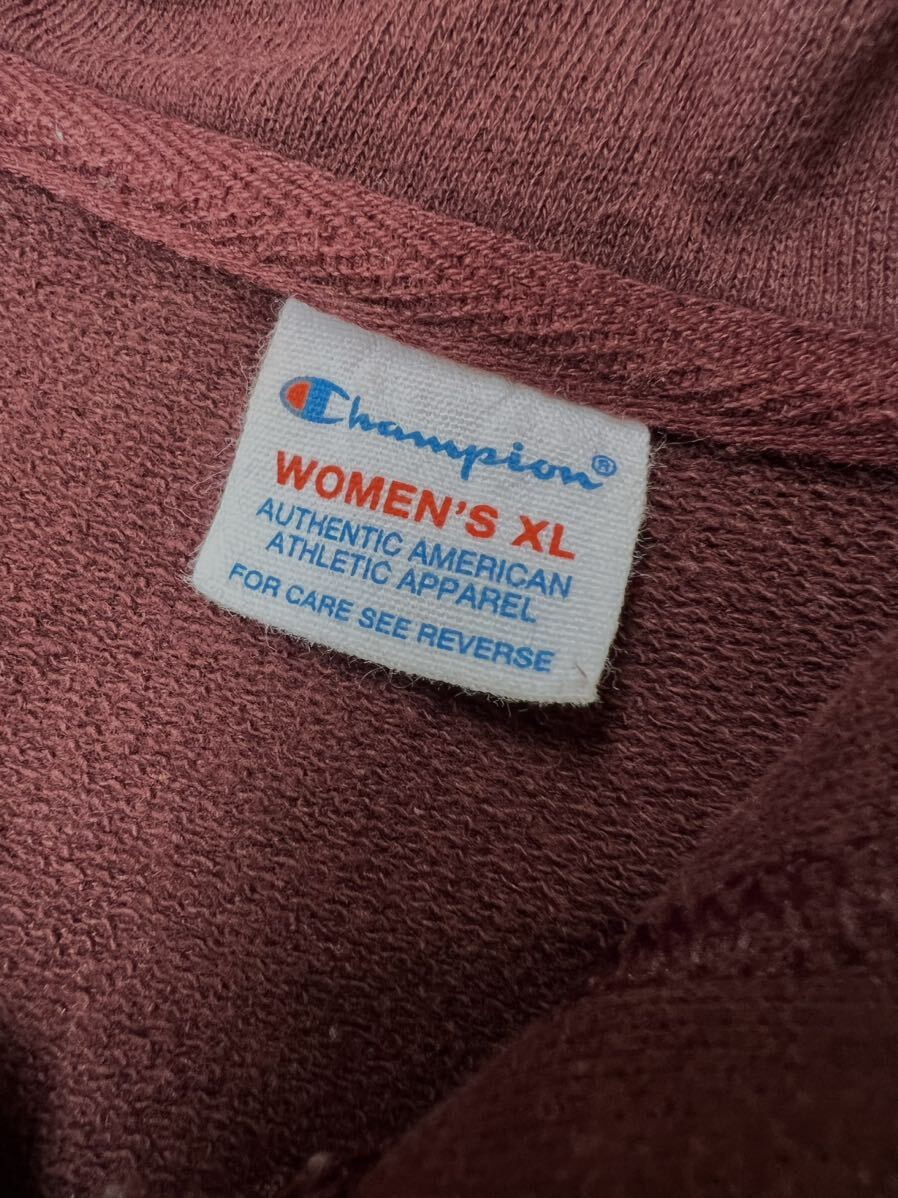 Champion®
WOMEN'S XL
AUTHENTIC AMERICAN
ATHLETIC APPAREL
FOR CARE SEE REVERSE